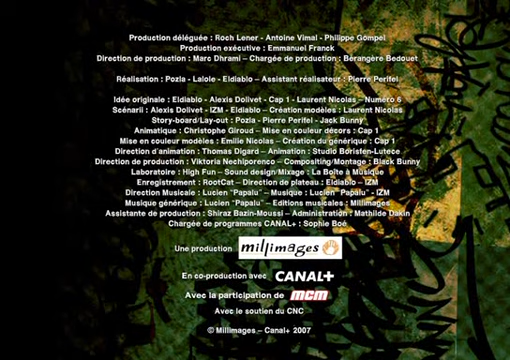 Production déléguée : Roch Lener - Antoine Vimal - Philippe Gompel
Production exécutive : Emmanuel Franck
Direction de production : Marc Dhrami – Chargée de production : Bérangère Bedouet
Réalisation : Pozla - Lalole - Eldiablo – Assistant réalisateur : Pierre Perifel
Idée originale : Eldiablo - Alexis Dolivet - Cap 1 - Laurent Nicolas – Numéro 6
Scénarii : Alexis Dolivet - IZM - Eldiablo – Création modèles : Laurent Nicolas
Story-board/Lay-out : Pozla - Pierre Perifel - Jack Bunny
Animatique : Christophe Giroud – Mise en couleur décors : Cap 1
Mise en couleur modèles : Emilie Nicolas – Création du générique : Cap 1
Direction d'animation : Thomas Digard – Animation : Studio Boristen-Lutece
Direction de production : Viktoria Nechiporenco – Compositing/Montage : Black Bunny
Laboratoire : High Fun – Sound design/Mixage : La Boîte à Musique
Enregistrement : RootCat – Direction de plateau : Eldiablo – IZM
Direction Musicale : Lucien "Papalu" – Musique : Lucien "Papalu" - IZM
Musique générique : Lucien "Papalu" – Editions musicales : Millimages
Assistante de production : Shiraz Bazin-Moussi – Administration : Mathilde Dakin
Chargée de programmes CANAL+ : Sophie Boé
Une production millimages
En co-production avec CANAL+
Avec la participation de mcm
Avec le soutien du CNC
© Millimages – Canal+ 2007